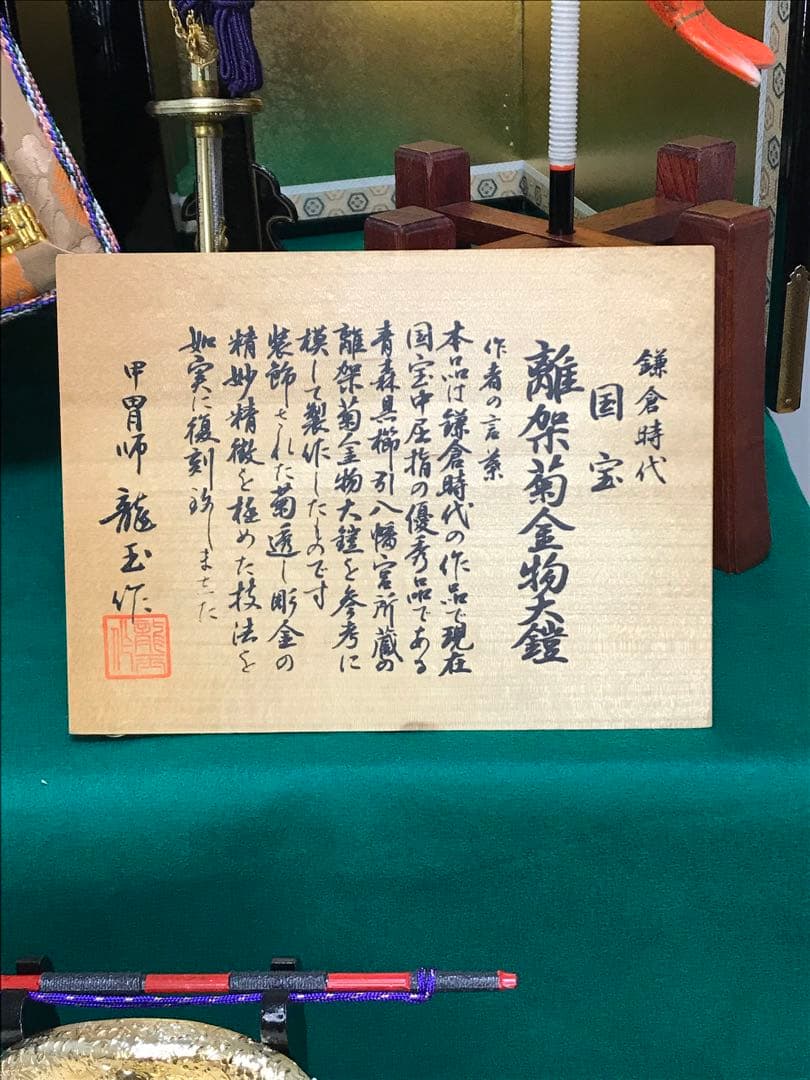 鎌倉時代
国宝
離架菊金物大鎧
作者の言葉
本品は鎌倉時代の作品で現在
国宝中屈指の優秀品である
青森県櫛引八幡宮所蔵の
離架菊金物大鎧を参考に
模して製作したものです
装飾された菊透し彫金の
精妙精微を極めた技法を
如実に復刻致しました
甲冑師 龍玉作
龍玉作